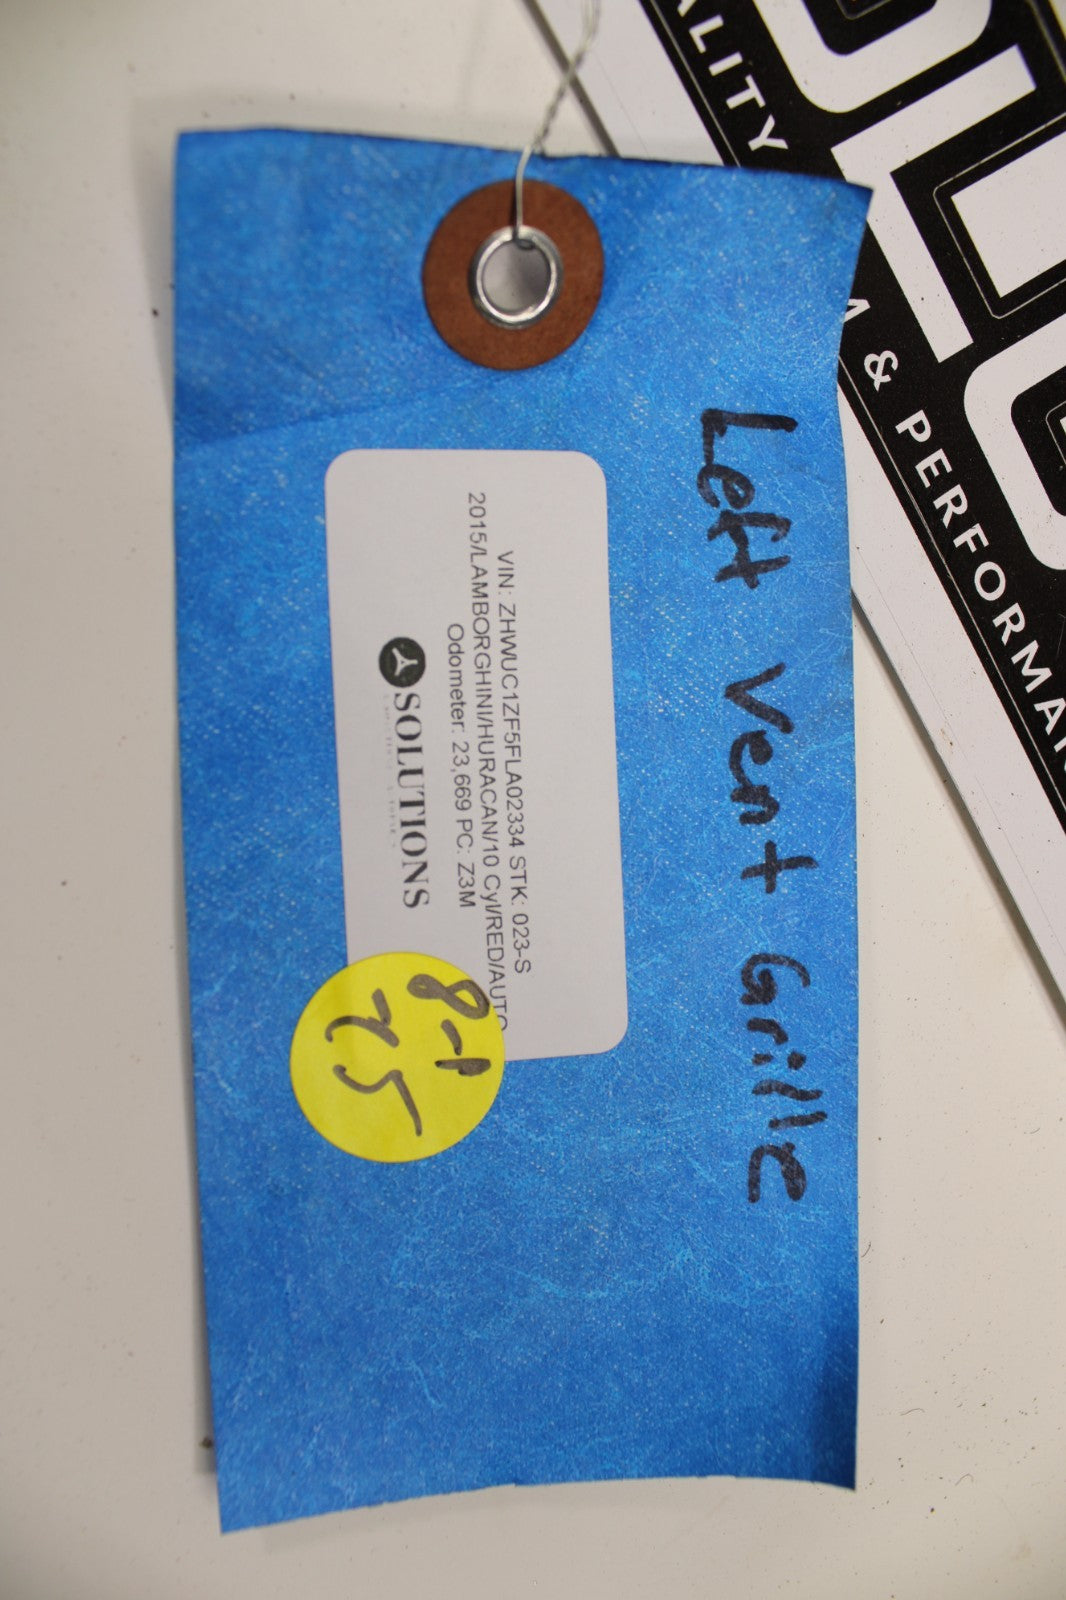 Left Vent Grille
VIN: ZHWUC1ZF5FLA02334 STK: 023-S
2015/LAMBORGHINI/HURACAN/10 Cyl/RED/AUTO
Odometer: 23,669 PC: Z3M
SOLUTIONS
8-1
25
ALITY
& PERFORMA